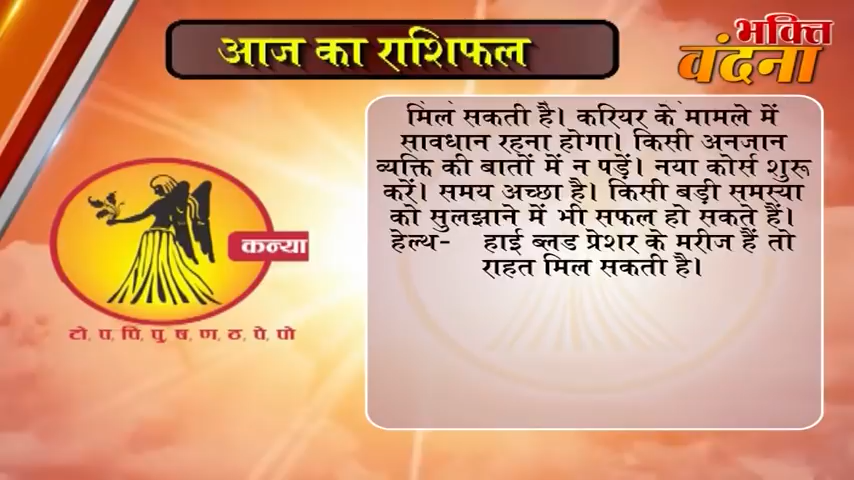 आज का राशिफल
भक्ति
वंदना
मिल सकती है। करियर के मामले में
सावधान रहना होगा। किसी अनजान
व्यक्ति की बातों में न पड़ें। नया कोर्स शुरू
करें। समय अच्छा है। किसी बड़ी समस्या
को सुलझाने में भी सफल हो सकते हैं।
हेल्थ- हाई ब्लड प्रेशर के मरीज हैं तो
राहत मिल सकती है।
कन्या
टो, प, पि, पु, ष, ण, ठ, पे, पो